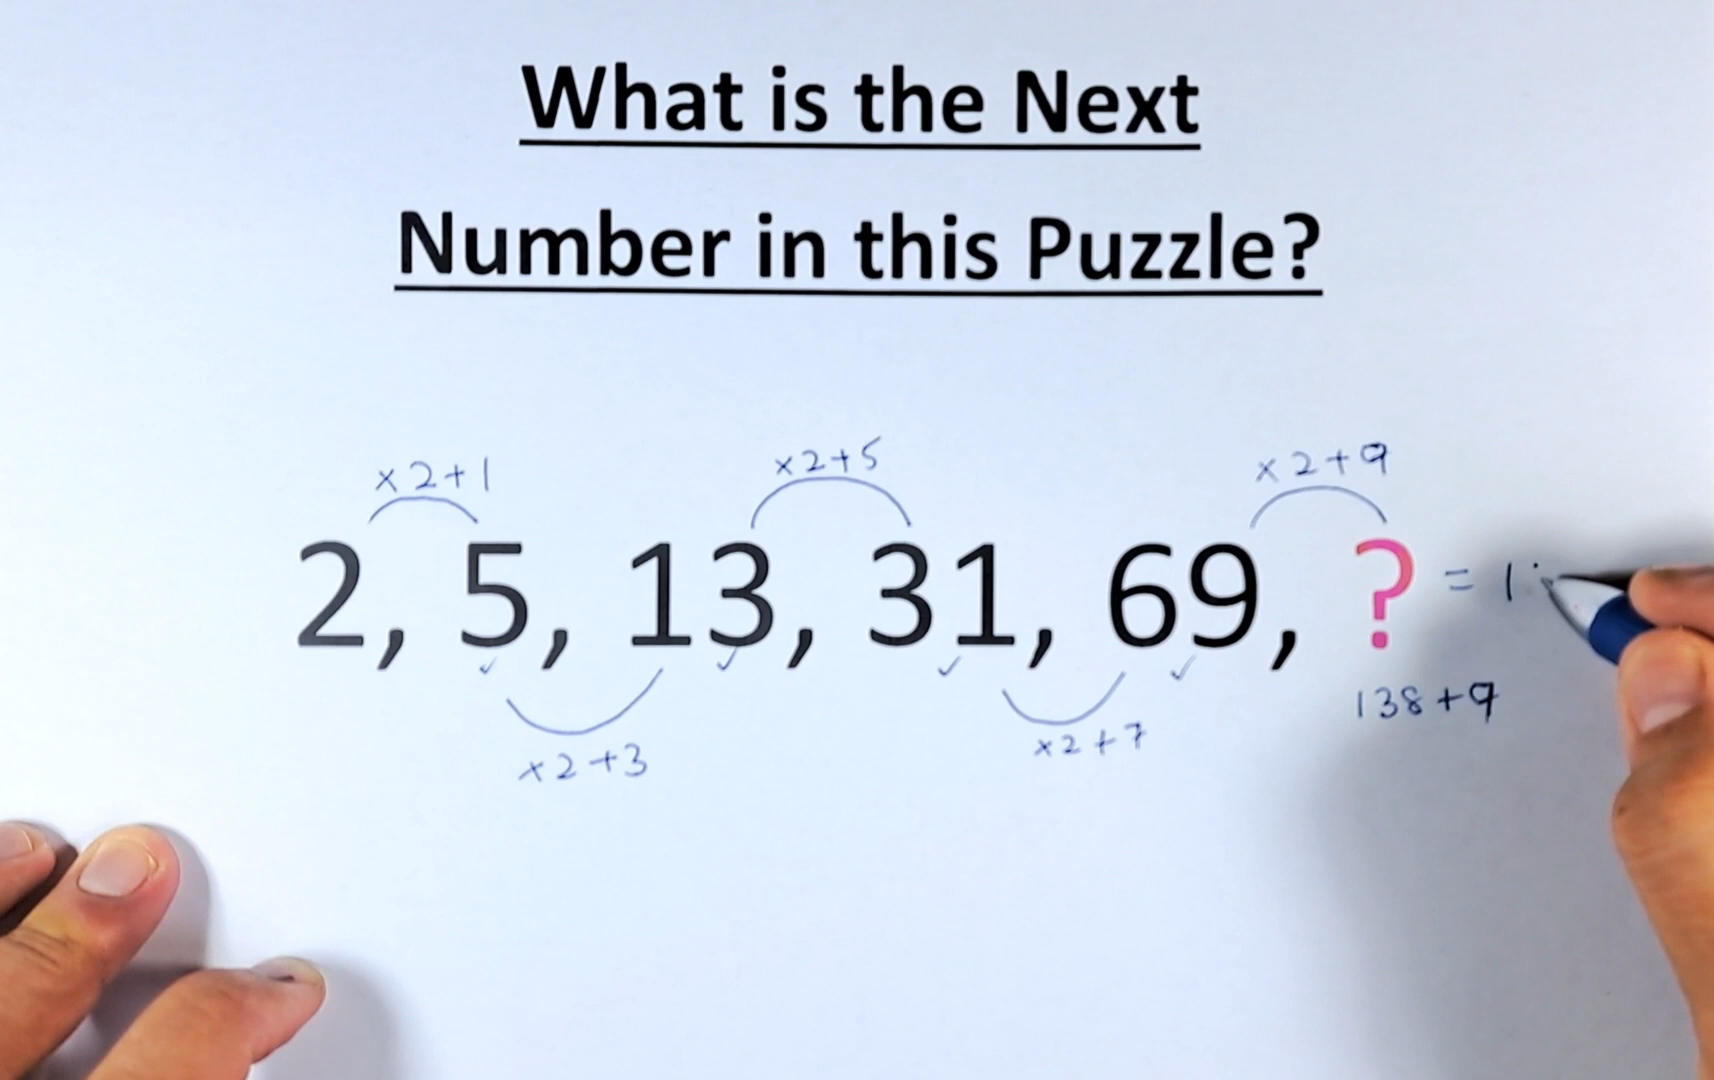 What is the Next
Number in this Puzzle?
×2+1 ×2+5 ×2+9
2, 5, 13, 31, 69, ? = 1
×2+3 ×2+7 138+9